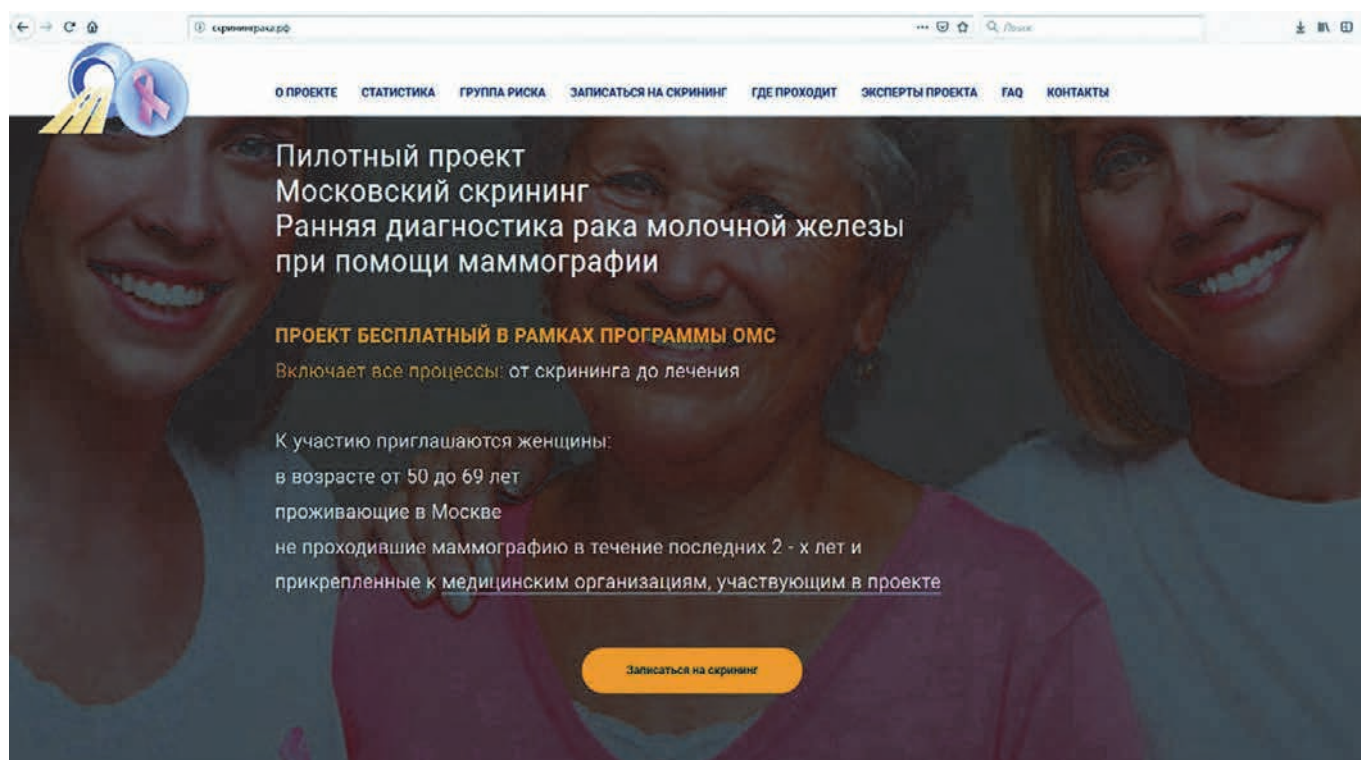 скрининграка.рф
Поиск
О ПРОЕКТЕ СТАТИСТИКА ГРУППА РИСКА ЗАПИСАТЬСЯ НА СКРИНИНГ ГДЕ ПРОХОДИТ ЭКСПЕРТЫ ПРОЕКТА FAQ КОНТАКТЫ
Пилотный проект
Московский скрининг
Ранняя диагностика рака молочной железы
при помощи маммографии
ПРОЕКТ БЕСПЛАТНЫЙ В РАМКАХ ПРОГРАММЫ ОМС
Включает все процессы: от скрининга до лечения
К участию приглашаются женщины:
в возрасте от 50 до 69 лет
проживающие в Москве
не проходившие маммографию в течение последних 2 - х лет и
прикрепленные к медицинским организациям, участвующим в проекте
Записаться на скрининг